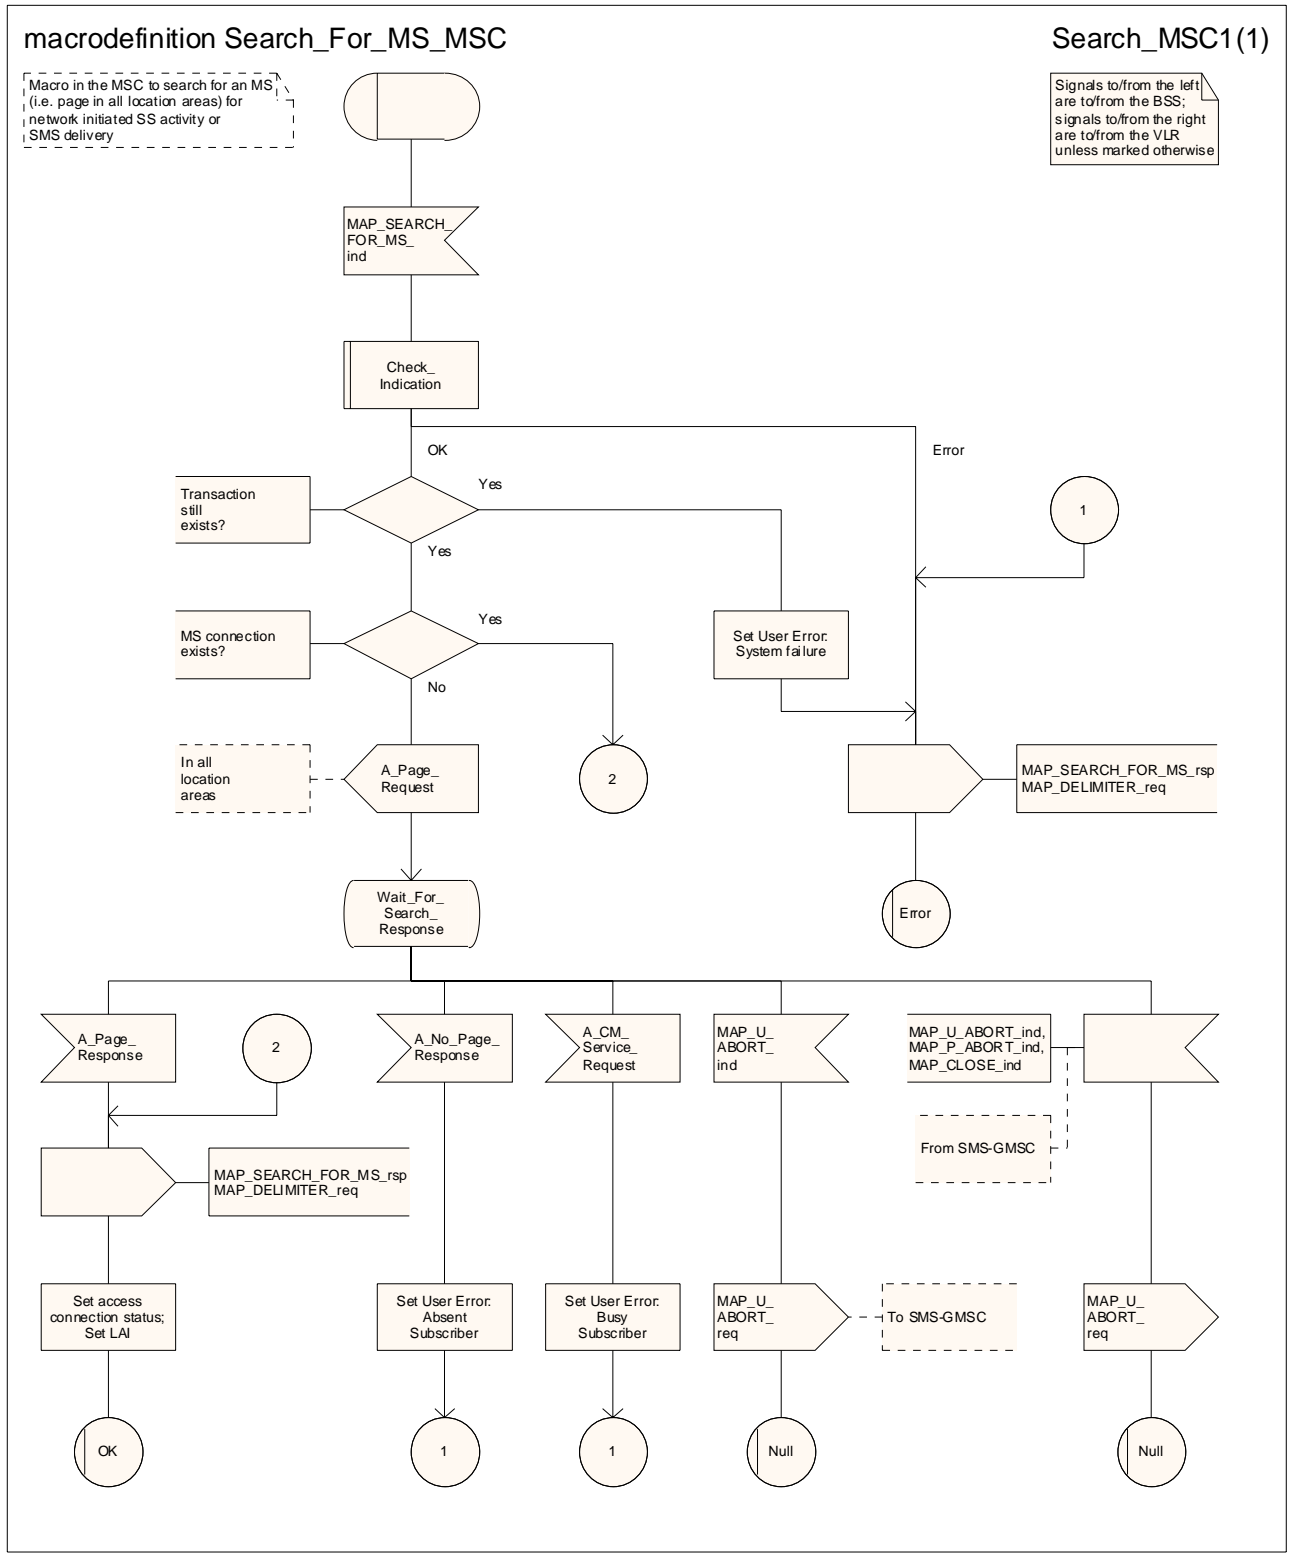 macrodefinition Search_For_MS_MSC
Search_MSC1(1)
Macro in the MSC to search for an MS
(i.e. page in all location areas) for
network initiated SS activity or
SMS delivery
Signals to/from the left
are to/from the BSS;
signals to/from the right
are to/from the VLR
unless marked otherwise
MAP_SEARCH_
FOR_MS_
ind
Check_
Indication
OK
Error
Transaction
still
exists?
Yes
1
Yes
MS connection
exists?
Yes
Set User Error:
System failure
No
In all
location
areas
A_Page_
Request
2
MAP_SEARCH_FOR_MS_rsp
MAP_DELIMITER_req
Wait_For_
Search_
Response
Error
A_Page_
Response
2
A_No_Page_
Response
A_CM_
Service_
Request
MAP_U_
ABORT_
ind
MAP_U_ABORT_ind,
MAP_P_ABORT_ind,
MAP_CLOSE_ind
From SMS-GMSC
MAP_SEARCH_FOR_MS_rsp
MAP_DELIMITER_req
Set access
connection status;
Set LAI
Set User Error:
Absent
Subscriber
Set User Error:
Busy
Subscriber
MAP_U_
ABORT_
req
To SMS-GMSC
MAP_U_
ABORT_
req
OK
1
1
Null
Null